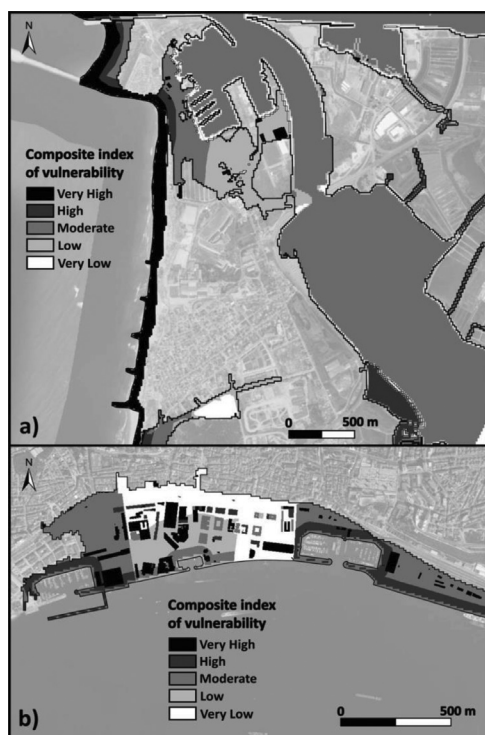 N
Composite index
of vulnerability
Very High
High
Moderate
Low
Very Low
a)
0 500 m
N
Composite index
of vulnerability
Very High
High
Moderate
Low
Very Low
b)
0 500 m